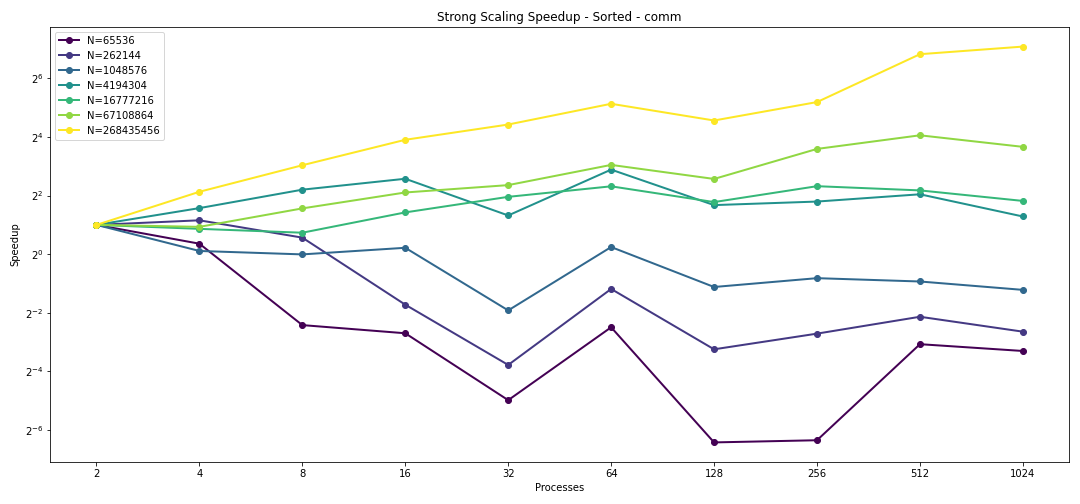 Strong Scaling Speedup - Sorted - comm
N=65536
N=262144
N=1048576
N=4194304
N=16777216
N=67108864
N=268435456
Speedup
2⁶
2⁴
2²
2⁰
2⁻²
2⁻⁴
2⁻⁶
2 4 8 16 32 64 128 256 512 1024
Processes